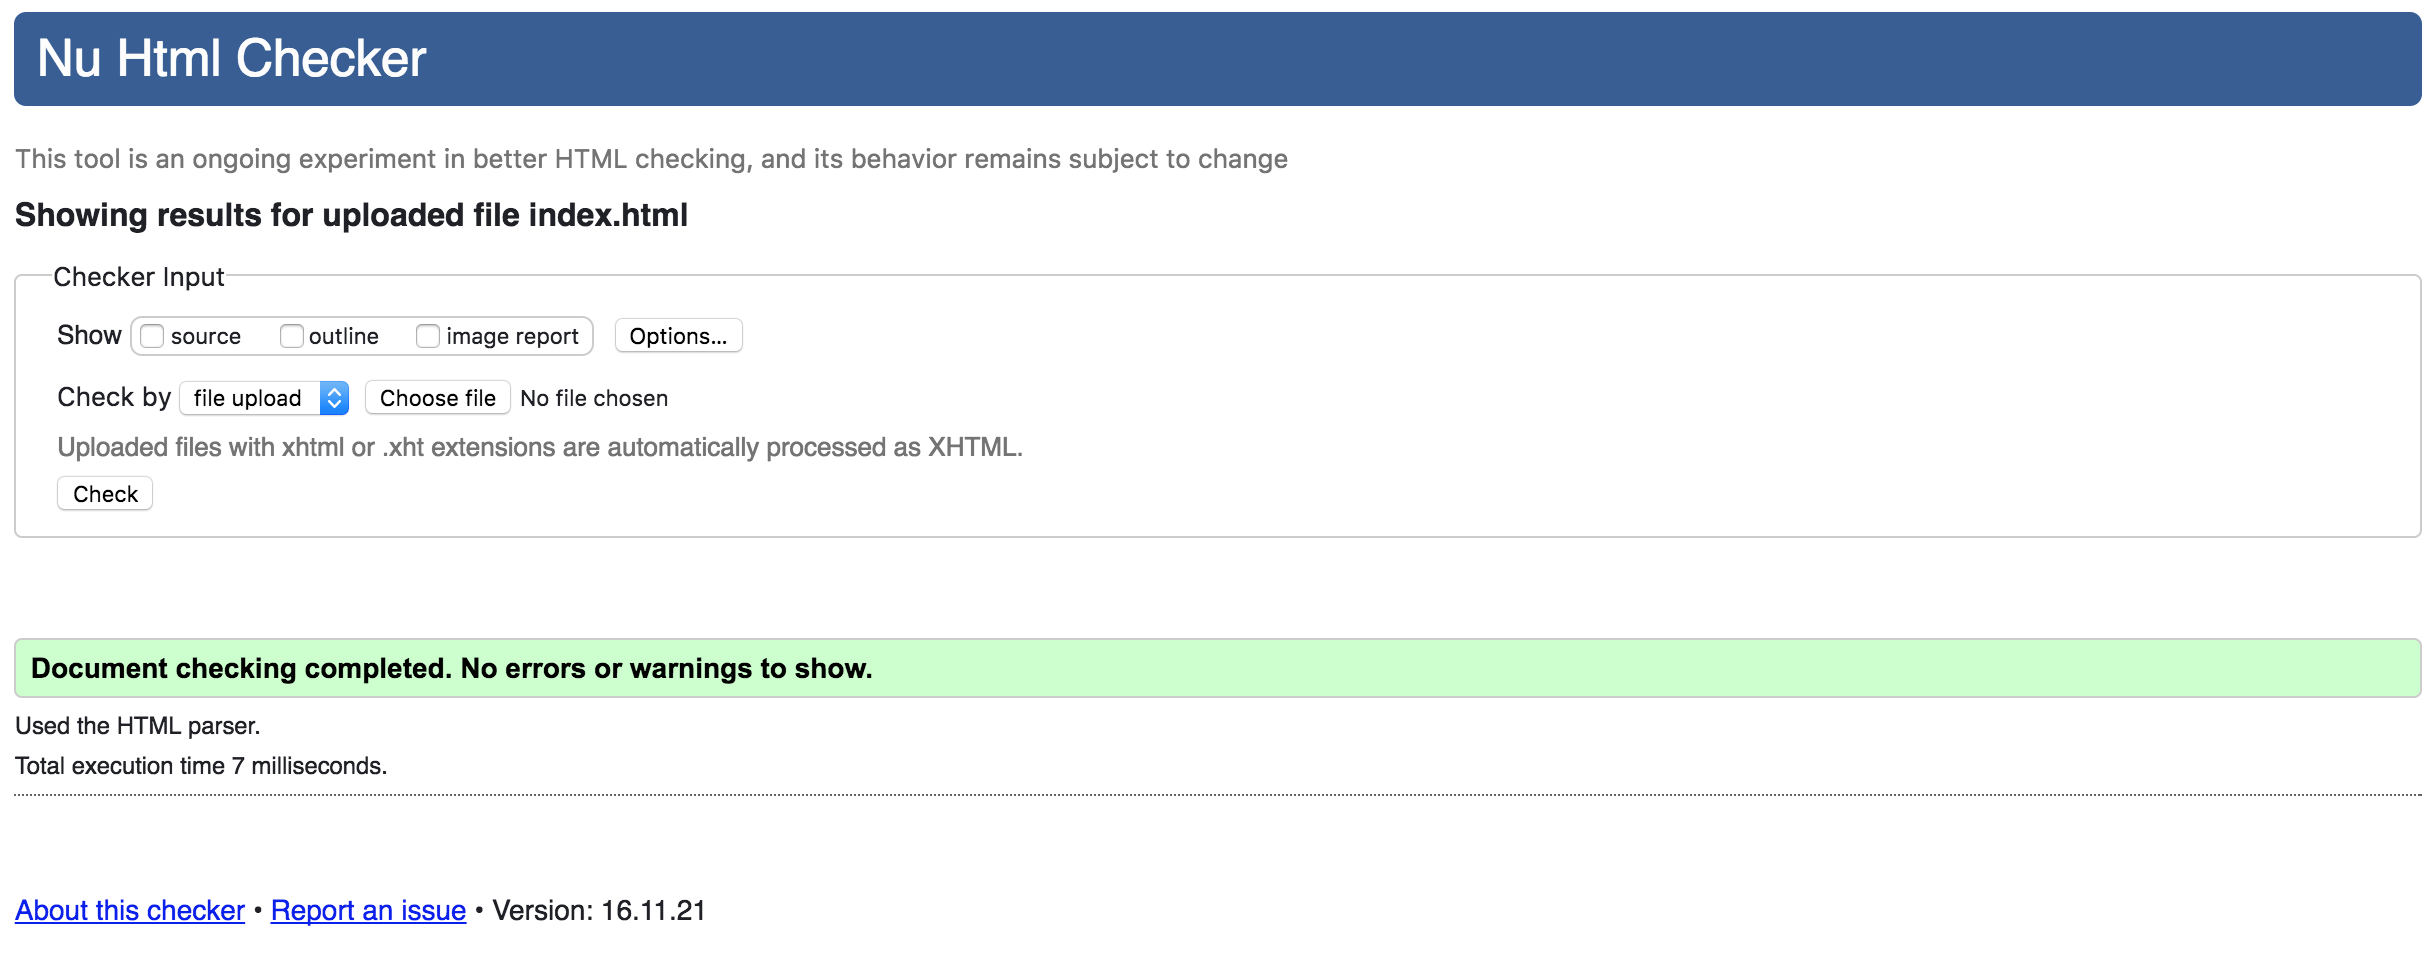 Nu Html Checker
This tool is an ongoing experiment in better HTML checking, and its behavior remains subject to change
Showing results for uploaded file index.html
Checker Input
Show source outline image report Options...
Check by file upload Choose file No file chosen
Uploaded files with xhtml or .xht extensions are automatically processed as XHTML.
Check
Document checking completed. No errors or warnings to show.
Used the HTML parser.
Total execution time 7 milliseconds.
About this checker • Report an issue • Version: 16.11.21